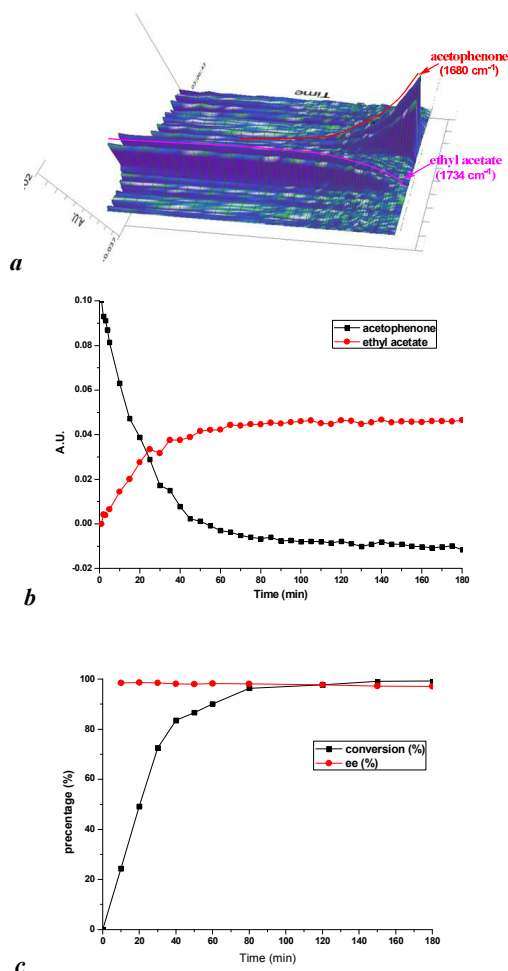 acetophenone
(1680 cm⁻¹)
Time
ethyl acetate
(1734 cm⁻¹)
A.U.
-0.037
a
0.10
acetophenone
ethyl acetate
0.08
0.06
A.U.
0.04
0.02
0.00
-0.02
0 20 40 60 80 100 120 140 160 180
Time (min)
b
100
80
conversion (%)
ee (%)
60
precentage (%)
40
20
0
0 20 40 60 80 100 120 140 160 180
Time (min)
c